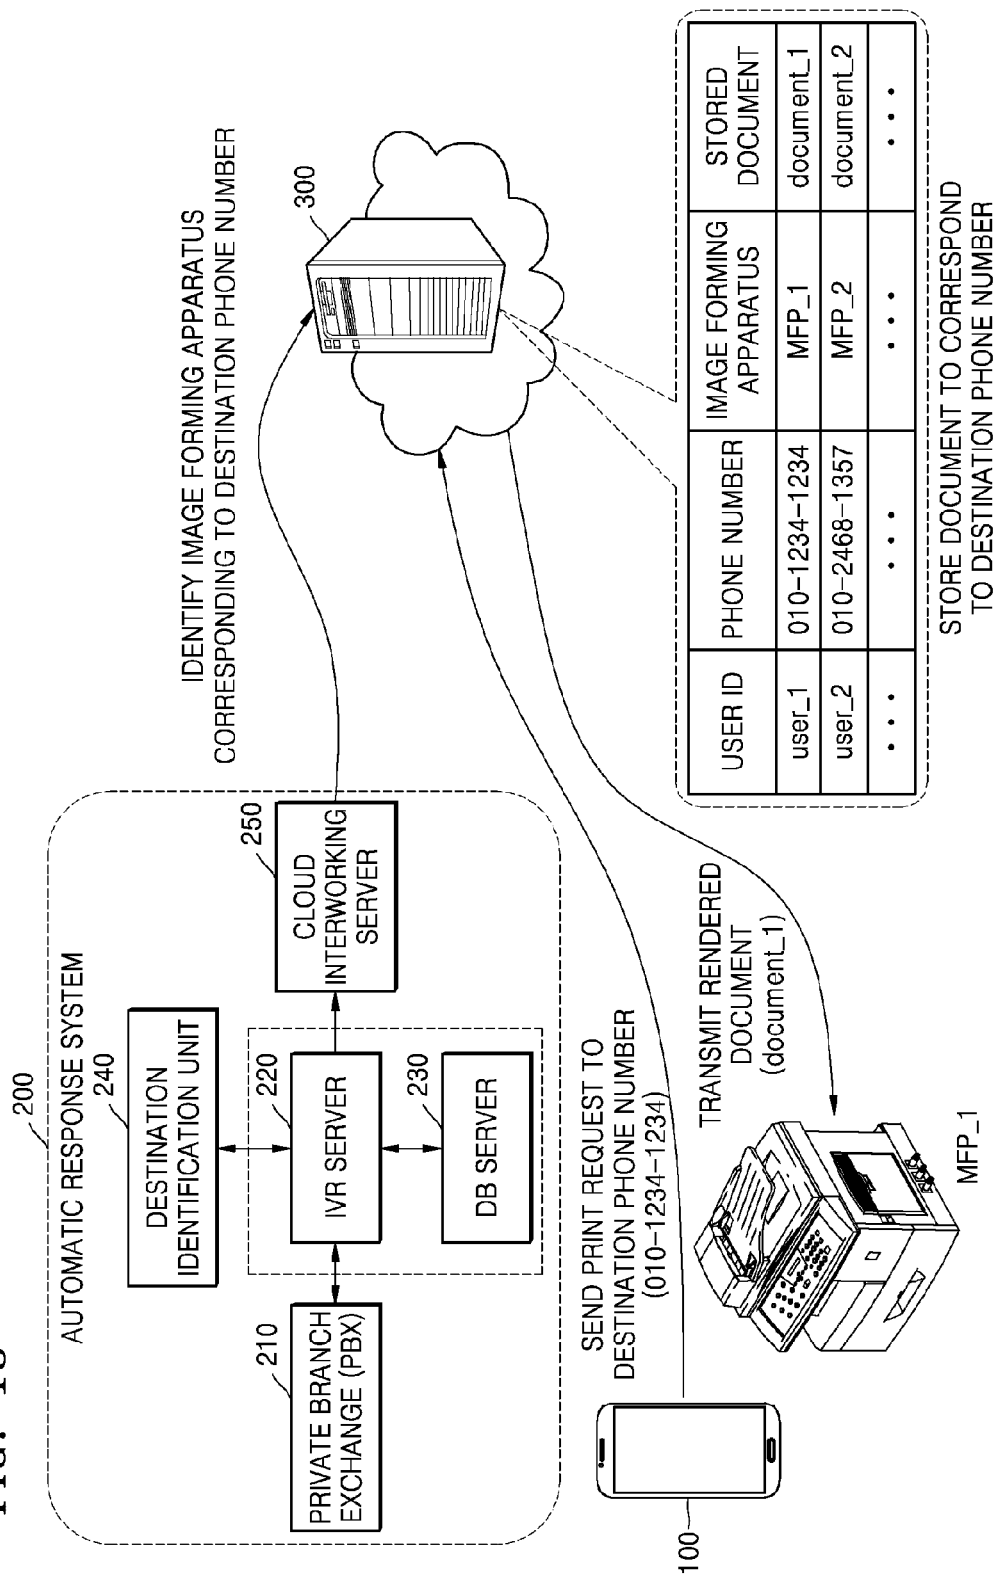 200
AUTOMATIC RESPONSE SYSTEM
240
DESTINATION
IDENTIFICATION UNIT
210
PRIVATE BRANCH
EXCHANGE (PBX)
220
IVR SERVER
230
DB SERVER
250
CLOUD
INTERWORKING
SERVER
IDENTIFY IMAGE FORMING APPARATUS
CORRESPONDING TO DESTINATION PHONE NUMBER
300
100
SEND PRINT REQUEST TO
DESTINATION PHONE NUMBER
(010-1234-1234)
TRANSMIT RENDERED
DOCUMENT
(document_1)
MFP_1
USER ID PHONE NUMBER IMAGE FORMING APPARATUS STORED DOCUMENT
user_1 010-1234-1234 MFP_1 document_1
user_2 010-2468-1357 MFP_2 document_2
... .... .... ...
STORE DOCUMENT TO CORRESPOND
TO DESTINATION PHONE NUMBER